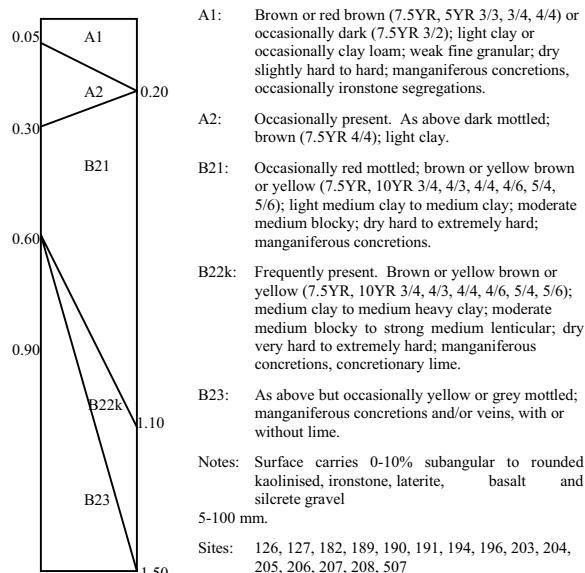 0.05
A1
A2
0.20
0.30
B21
0.60
0.90
B22k
1.10
B23
1.50
A1: Brown or red brown (7.5YR, 5YR 3/3, 3/4, 4/4) or
occasionally dark (7.5YR 3/2); light clay or
occasionally clay loam; weak fine granular; dry
slightly hard to hard; manganiferous concretions,
occasionally ironstone segregations.
A2: Occasionally present. As above dark mottled;
brown (7.5YR 4/4); light clay.
B21: Occasionally red mottled; brown or yellow brown
or yellow (7.5YR, 10YR 3/4, 4/3, 4/4, 4/6, 5/4,
5/6); light medium clay to medium clay; moderate
medium blocky; dry hard to extremely hard;
manganiferous concretions.
B22k: Frequently present. Brown or yellow brown or
yellow (7.5YR, 10YR 3/4, 4/3, 4/4, 4/6, 5/4, 5/6);
medium clay to medium heavy clay; moderate
medium blocky to strong medium lenticular; dry
very hard to extremely hard; manganiferous
concretions, concretionary lime.
B23: As above but occasionally yellow or grey mottled;
manganiferous concretions and/or veins, with or
without lime.
Notes: Surface carries 0-10% subangular to rounded
kaolinised, ironstone, laterite, basalt and
silcrete gravel
5-100 mm.
Sites: 126, 127, 182, 189, 190, 191, 194, 196, 203, 204,
205, 206, 207, 208, 507